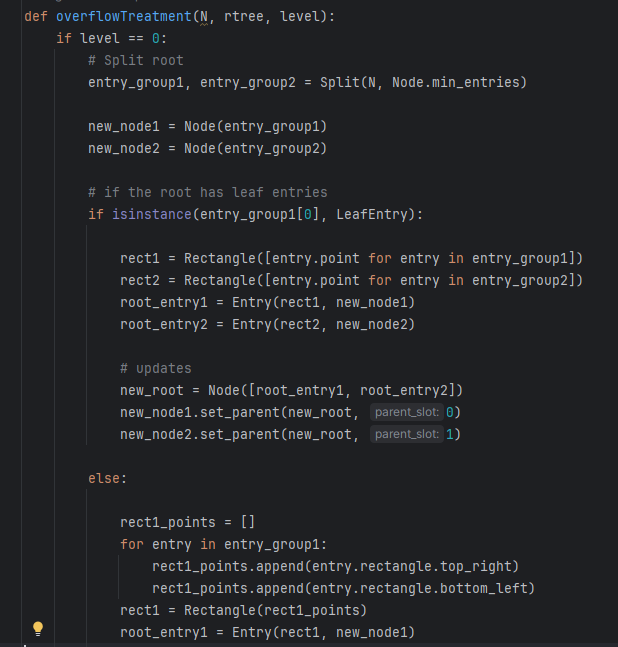 def overflowTreatment(N, rtree, level):
    if level == 0:
        # Split root
        entry_group1, entry_group2 = Split(N, Node.min_entries)
        new_node1 = Node(entry_group1)
        new_node2 = Node(entry_group2)
        # if the root has leaf entries
        if isinstance(entry_group1[0], LeafEntry):
            rect1 = Rectangle([entry.point for entry in entry_group1])
            rect2 = Rectangle([entry.point for entry in entry_group2])
            root_entry1 = Entry(rect1, new_node1)
            root_entry2 = Entry(rect2, new_node2)
            # updates
            new_root = Node([root_entry1, root_entry2])
            new_node1.set_parent(new_root, parent_slot: 0)
            new_node2.set_parent(new_root, parent_slot: 1)
        else:
            rect1_points = []
            for entry in entry_group1:
                rect1_points.append(entry.rectangle.top_right)
                rect1_points.append(entry.rectangle.bottom_left)
            rect1 = Rectangle(rect1_points)
            root_entry1 = Entry(rect1, new_node1)